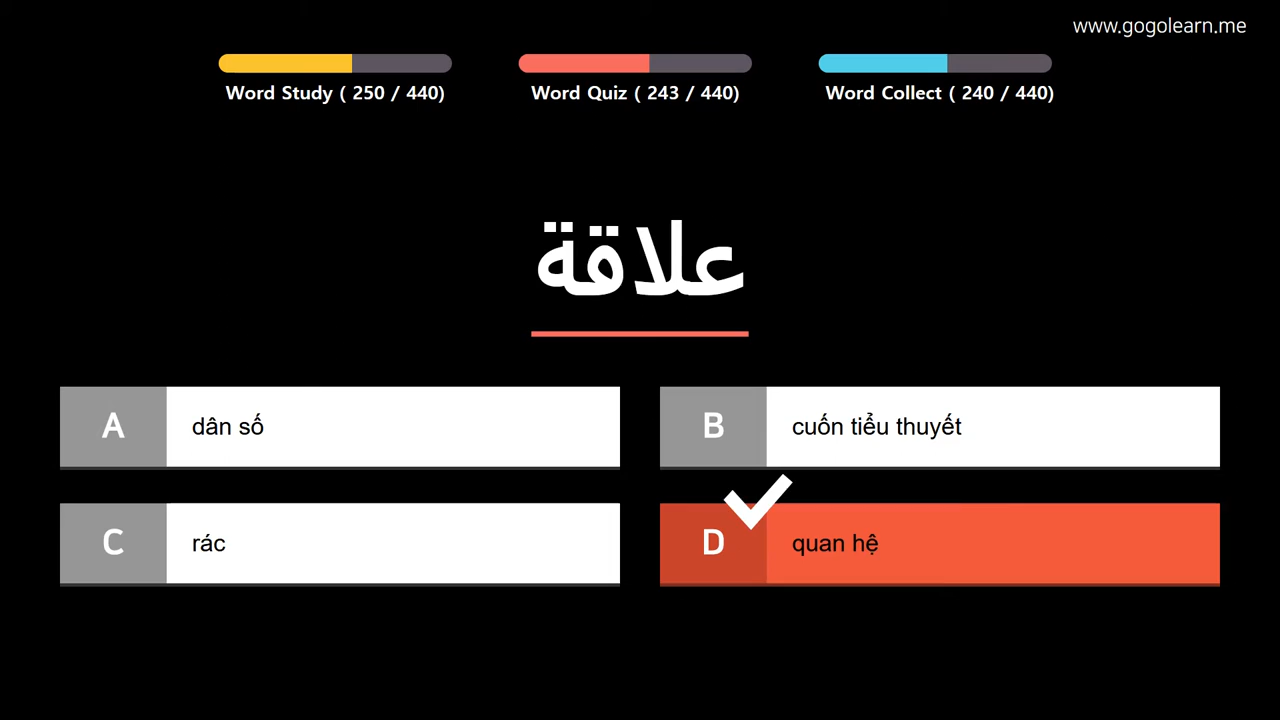 www.gogolearn.me
Word Study ( 250 / 440)
Word Quiz ( 243 / 440)
Word Collect ( 240 / 440)
علاقة
A
dân số
B
cuốn tiểu thuyết
C
rác
D
quan hệ